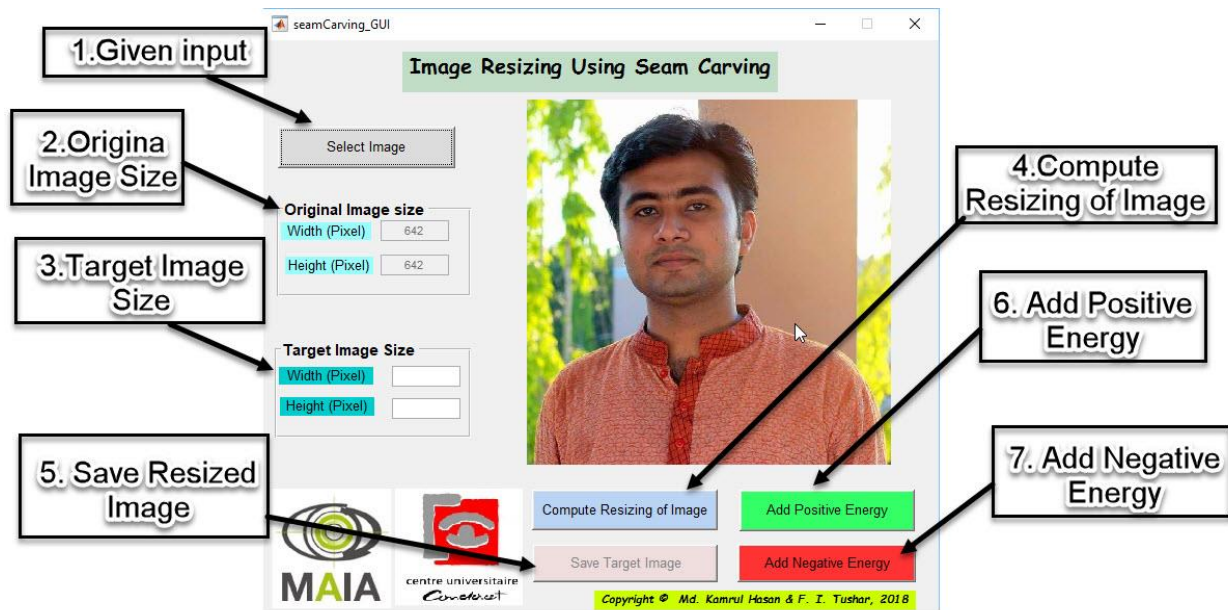 seamCarving_GUI
1.Given input
Image Resizing Using Seam Carving
2.Origina
Image Size
Select Image
4.Compute
Resizing of Image
Original Image size
Width (Pixel) 642
Height (Pixel) 642
3.Target Image
Size
6. Add Positive
Energy
Target Image Size
Width (Pixel)
Height (Pixel)
5. Save Resized
Image
7. Add Negative
Energy
Compute Resizing of Image
Add Positive Energy
Save Target Image
Add Negative Energy
MAIA
centre universitaire
Condorcet
Copyright © Md. Kamrul Hasan & F. I. Tushar, 2018